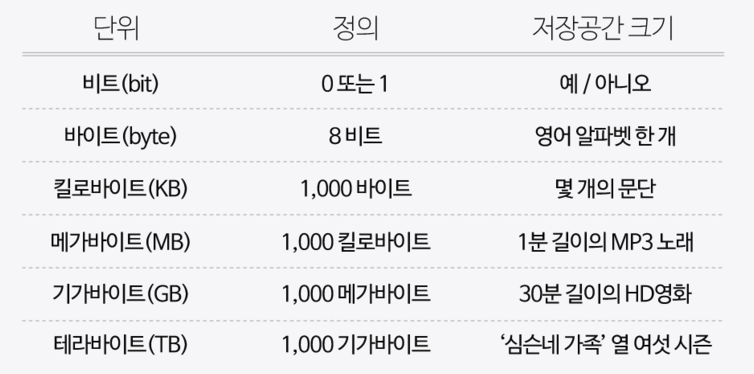 단위 정의 저장공간 크기
비트(bit) 0 또는 1 예 / 아니오
바이트(byte) 8 비트 영어 알파벳 한 개
킬로바이트(KB) 1,000 바이트 몇 개의 문단
메가바이트(MB) 1,000 킬로바이트 1분 길이의 MP3 노래
기가바이트(GB) 1,000 메가바이트 30분 길이의 HD영화
테라바이트(TB) 1,000 기가바이트 ‘심슨네 가족’ 열 여섯 시즌